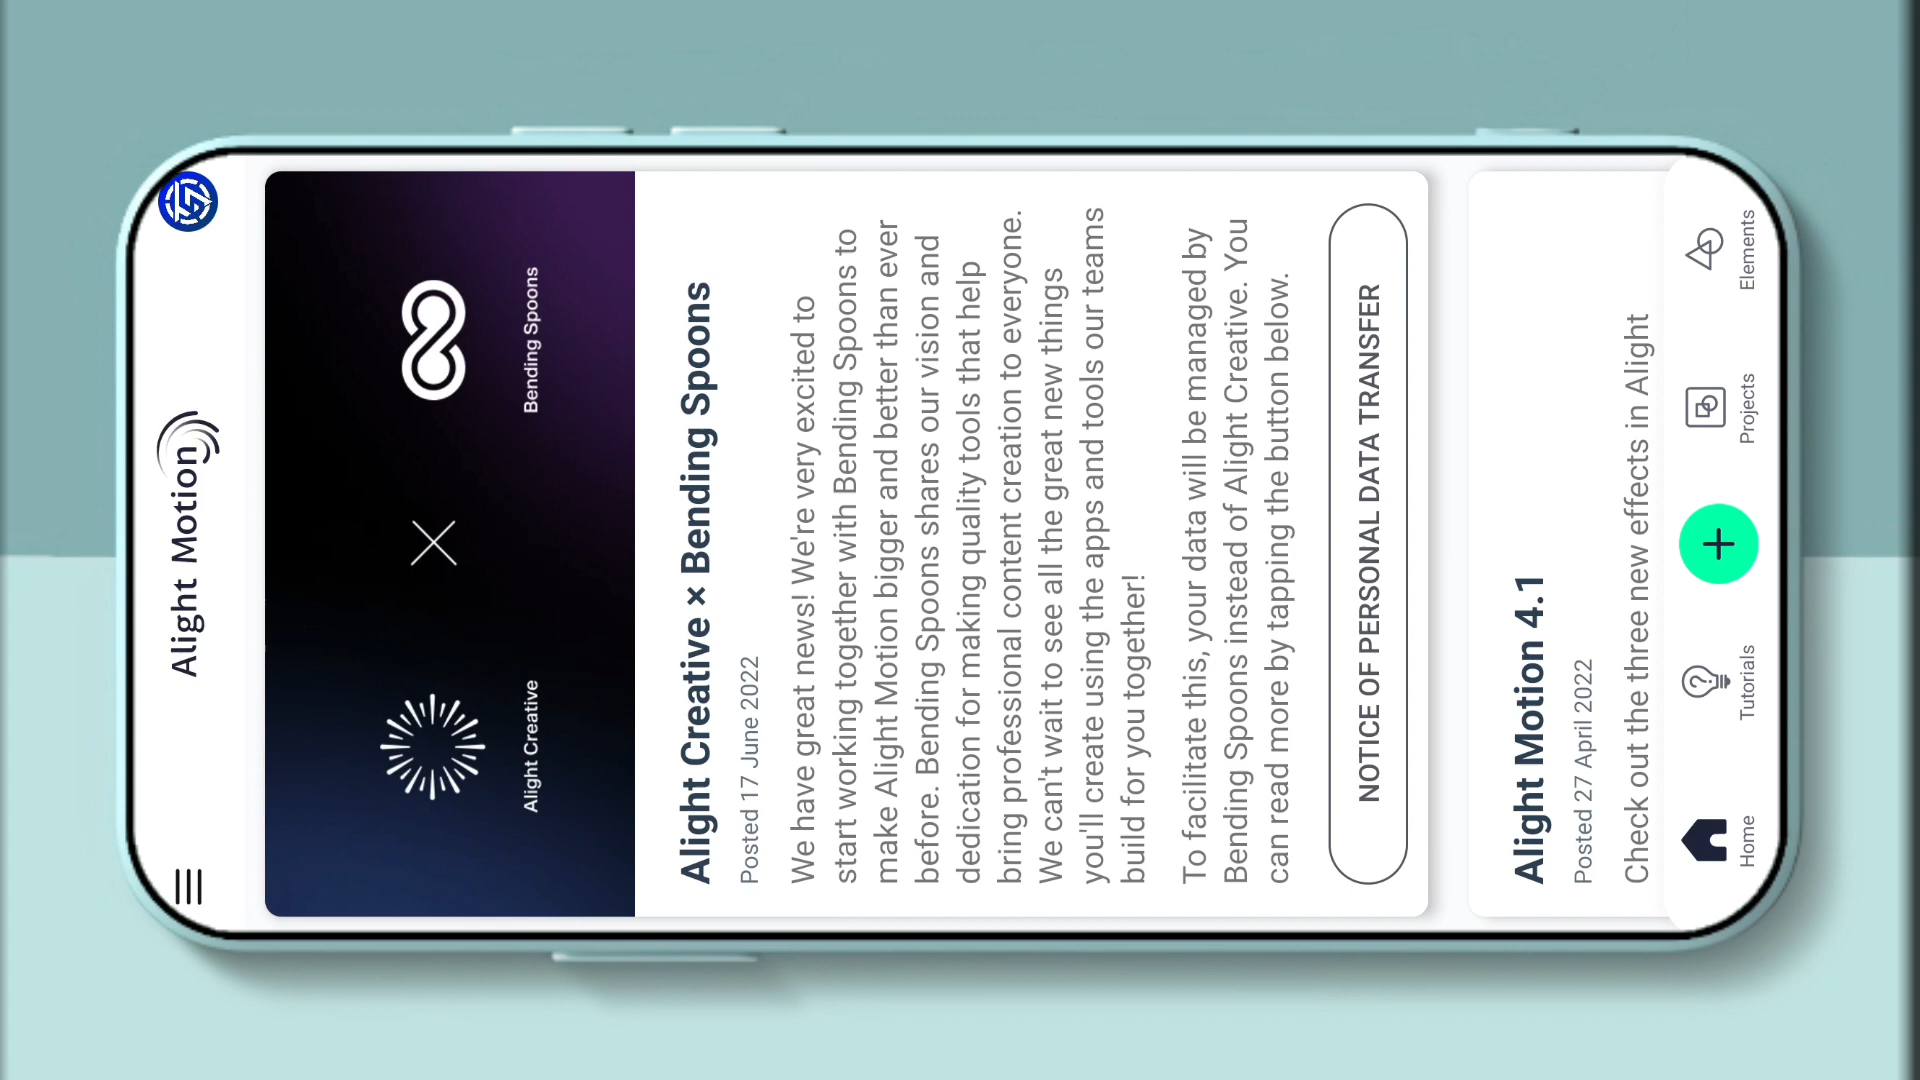 Alight Motion
Alight Creative
Bending Spoons
Alight Creative × Bending Spoons
Posted 17 June 2022
We have great news! We're very excited to
start working together with Bending Spoons to
make Alight Motion bigger and better than ever
before. Bending Spoons shares our vision and
dedication for making quality tools that help
bring professional content creation to everyone.
We can't wait to see all the great new things
you'll create using the apps and tools our teams
build for you together!
To facilitate this, your data will be managed by
Bending Spoons instead of Alight Creative. You
can read more by tapping the button below.
NOTICE OF PERSONAL DATA TRANSFER
Alight Motion 4.1
Posted 27 April 2022
Check out the three new effects in Alight
Home
Tutorials
Projects
Elements